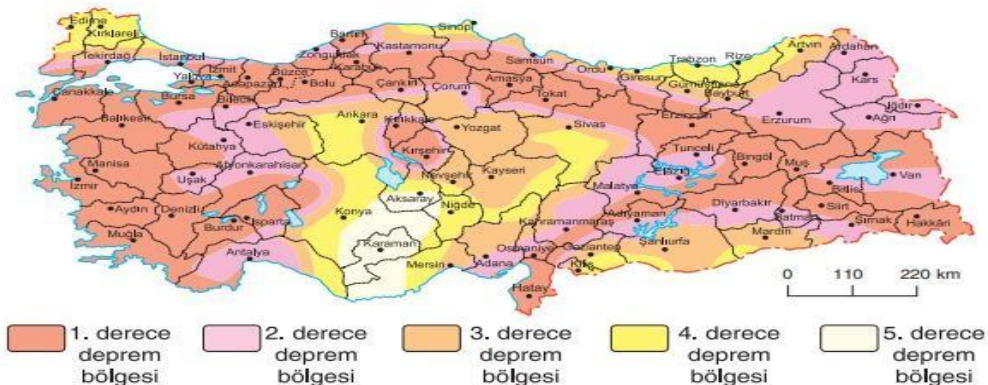 Edirne
Kırklareli
Tekirdağ
İstanbul
Yalova
İzmit
Adapazarı
Düzce
Zonguldak
Bartın
Karabük
Bolu
Kastamonu
Sinop
Samsun
Ordu
Giresun
Trabzon
Rize
Artvin
Ardahan
Gümüşhane
Bayburt
Kars
Iğdır
Ağrı
Erzurum
Erzincan
Çanakkale
Bursa
Bilecik
Çankırı
Çorum
Amasya
Tokat
Balıkesir
Eskişehir
Ankara
Kırıkkale
Yozgat
Sivas
Kütahya
Kırşehir
Tunceli
Bingöl
Muş
Manisa
Uşak
Afyonkarahisar
Nevşehir
Kayseri
Malatya
Elazığ
Bitlis
Van
İzmir
Aksaray
Aydın
Denizli
Isparta
Burdur
Konya
Niğde
Kahramanmaraş
Adıyaman
Diyarbakır
Batman
Siirt
Şırnak
Hakkâri
Muğla
Antalya
Karaman
Mersin
Adana
Osmaniye
Gaziantep
Kilis
Şanlıurfa
Mardin
Hatay
0 110 220 km
1. derece 2. derece 3. derece 4. derece 5. derece
deprem deprem deprem deprem deprem
bölgesi bölgesi bölgesi bölgesi bölgesi